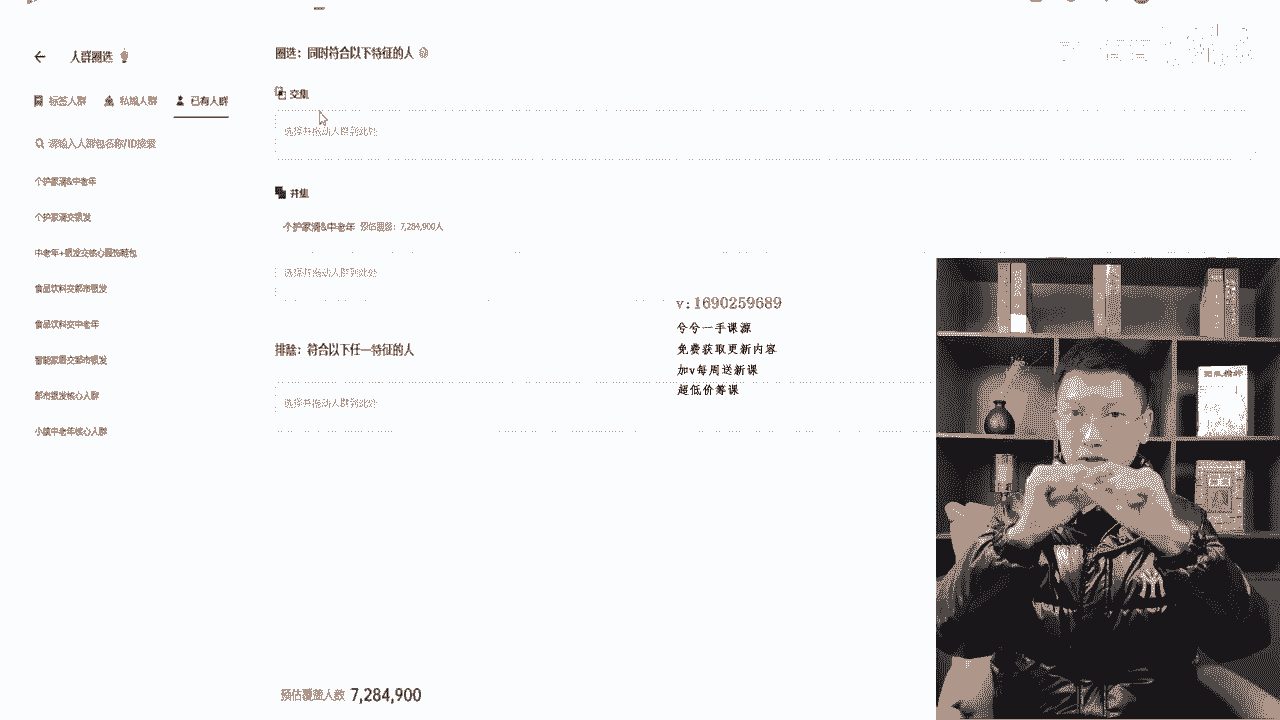 人群圈选
标签人群 私域人群 已有人群
请输入人群包名称/ID搜索
个护家清&中老年
个护家清交银发
中老年+银发交核心服饰鞋包
食品饮料交都市银发
食品饮料交中老年
智能家居交都市银发
都市银发核心人群
小镇中老年核心人群
圈选：同时符合以下特征的人
交集
选择并拖动人群到此处
并集
个护家清&中老年 预估覆盖：7,284,900人
选择并拖动人群到此处
排除：符合以下任一特征的人
选择并拖动人群到此处
v:1690259689
兮兮一手课源
免费获取更新内容
加v每周送新课
超低价筹课
预估覆盖人数 7,284,900